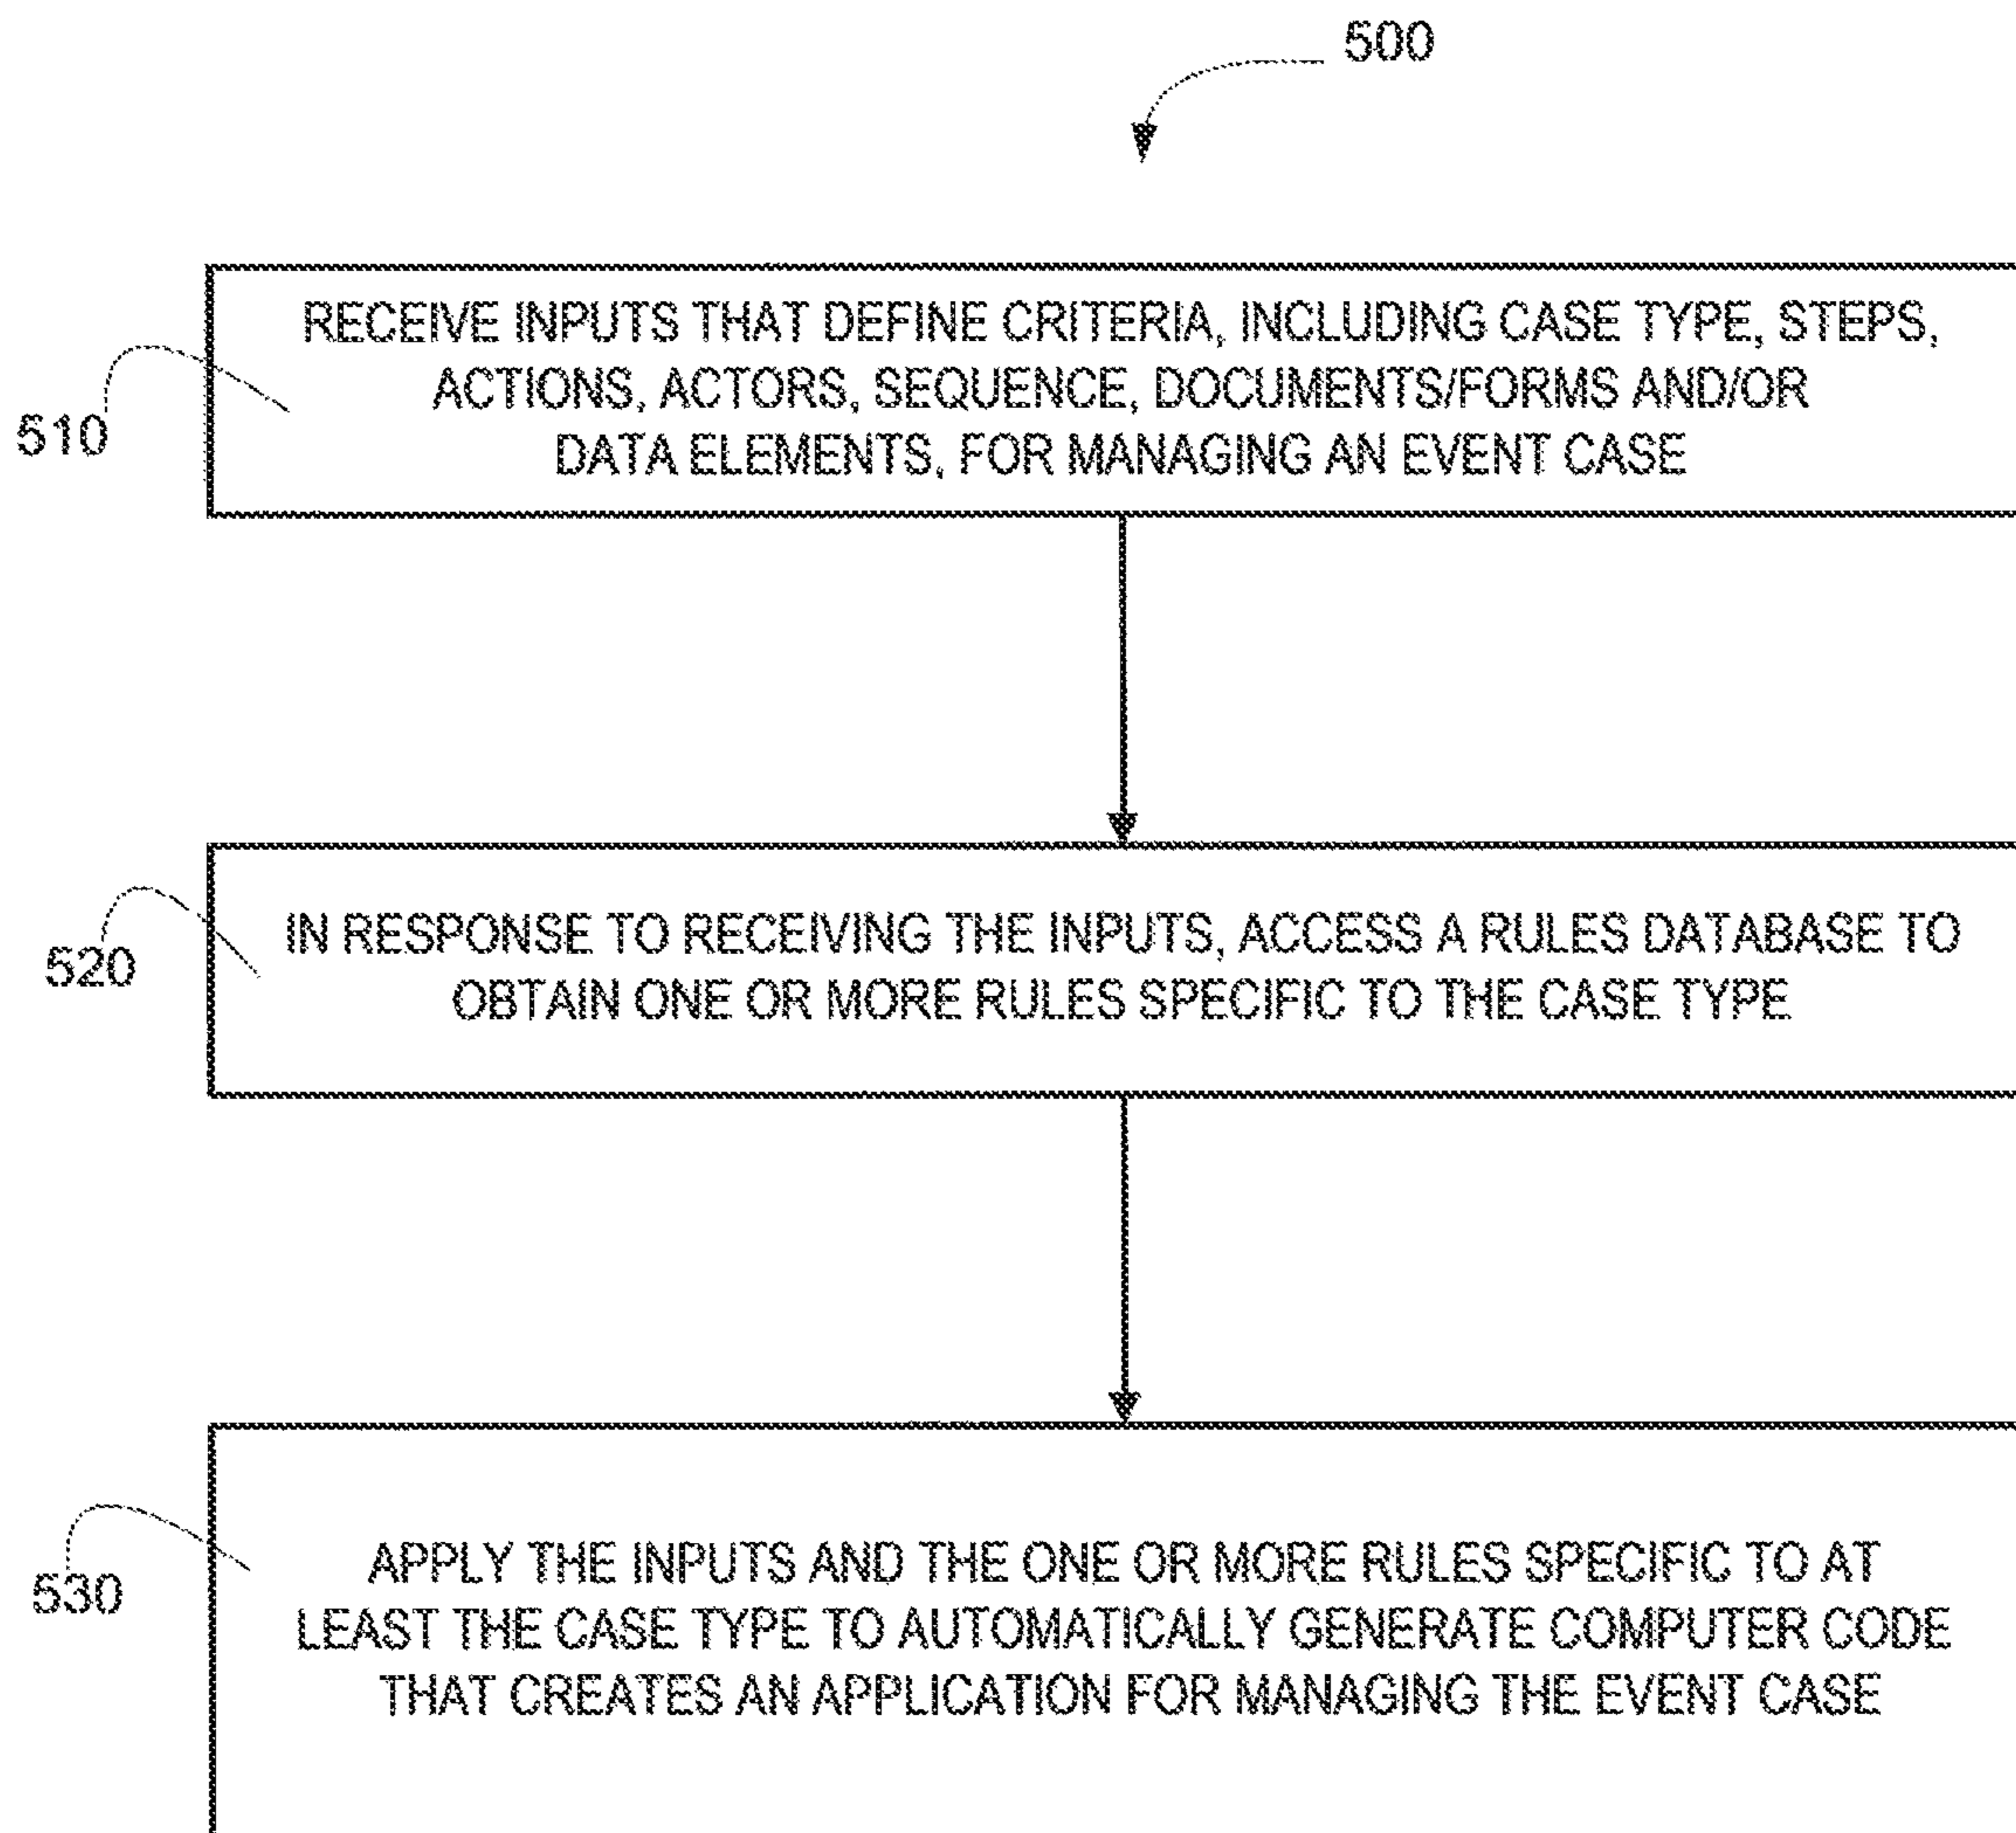 500
RECEIVE INPUTS THAT DEFINE CRITERIA, INCLUDING CASE TYPE, STEPS,
ACTIONS, ACTORS, SEQUENCE, DOCUMENTS/FORMS AND/OR
DATA ELEMENTS, FOR MANAGING AN EVENT CASE
510
IN RESPONSE TO RECEIVING THE INPUTS, ACCESS A RULES DATABASE TO
OBTAIN ONE OR MORE RULES SPECIFIC TO THE CASE TYPE
520
APPLY THE INPUTS AND THE ONE OR MORE RULES SPECIFIC TO AT
LEAST THE CASE TYPE TO AUTOMATICALLY GENERATE COMPUTER CODE
THAT CREATES AN APPLICATION FOR MANAGING THE EVENT CASE
530